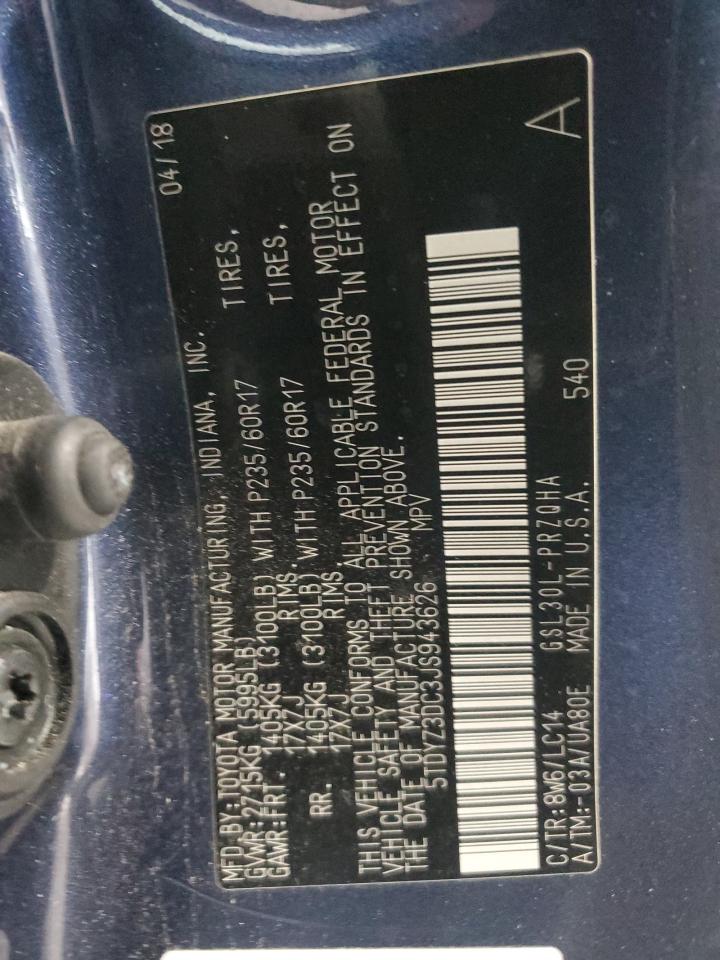 MFD.BY:TOYOTA MOTOR MANUFACTURING, INDIANA, INC. 04/18
GVWR:2715KG (5995LB)
GAWR:FRT. 1405KG (3100LB) WITH P235/60R17 TIRES,
17X7J RIMS,
RR. 1405KG (3100LB) WITH P235/60R17 TIRES,
17X7J RIMS
THIS VEHICLE CONFORMS TO ALL APPLICABLE FEDERAL MOTOR
VEHICLE SAFETY AND THEFT PREVENTION STANDARDS IN EFFECT ON
THE DATE OF MANUFACTURE SHOWN ABOVE.
5TDYZ3DC3JS943626 MPV
A
C/TR:8W6/LC14 GSL30L-PRZQHA
A/TM:-03A/UA80E MADE IN U.S.A. 540